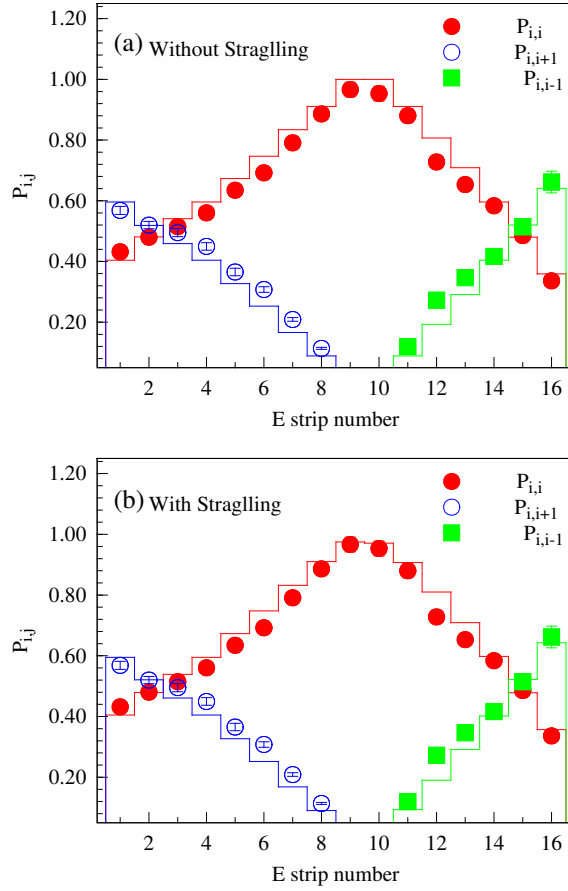 1.20
(a) Without Straglling
P_{i,i}
P_{i,i+1}
P_{i,i-1}
1.00
0.80
0.60
0.40
0.20
P_{i,j}
2 4 6 8 10 12 14 16
E strip number
1.20
(b) With Straglling
P_{i,i}
P_{i,i+1}
P_{i,i-1}
1.00
0.80
0.60
0.40
0.20
P_{i,j}
2 4 6 8 10 12 14 16
E strip number